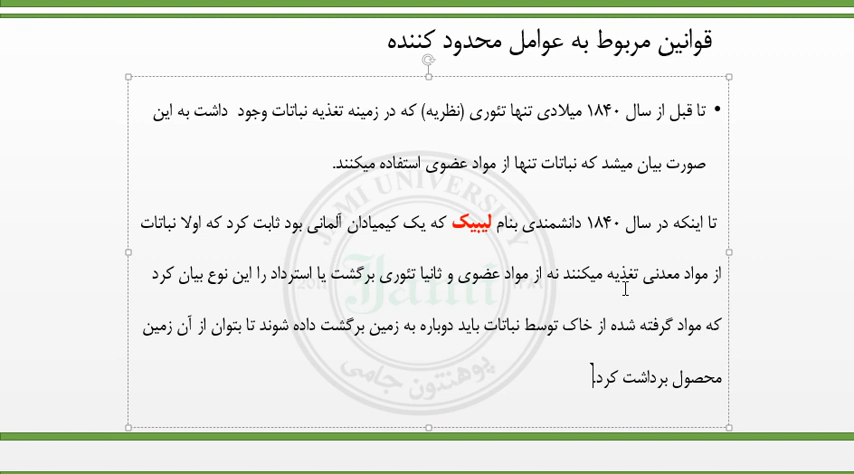 قوانین مربوط به عوامل محدود کننده
• تا قبل از سال ۱۸۴۰ میلادی تنها تئوری (نظریه) که در زمینه تغذیه نباتات وجود داشت به این
صورت بیان میشد که نباتات تنها از مواد عضوی استفاده میکنند.
تا اینکه در سال ۱۸۴۰ دانشمندی بنام لیبیک که یک کیمیادان آلمانی بود ثابت کرد که اولا نباتات
از مواد معدنی تغذیه میکنند نه از مواد عضوی و ثانیا تئوری برگشت یا استرداد را این نوع بیان کرد
که مواد گرفته شده از خاک توسط نباتات باید دوباره به زمین برگشت داده شوند تا بتوان از آن زمین
محصول برداشت کرد.
JAMI UNIVERSITY
Jami
پوهنتون جامی